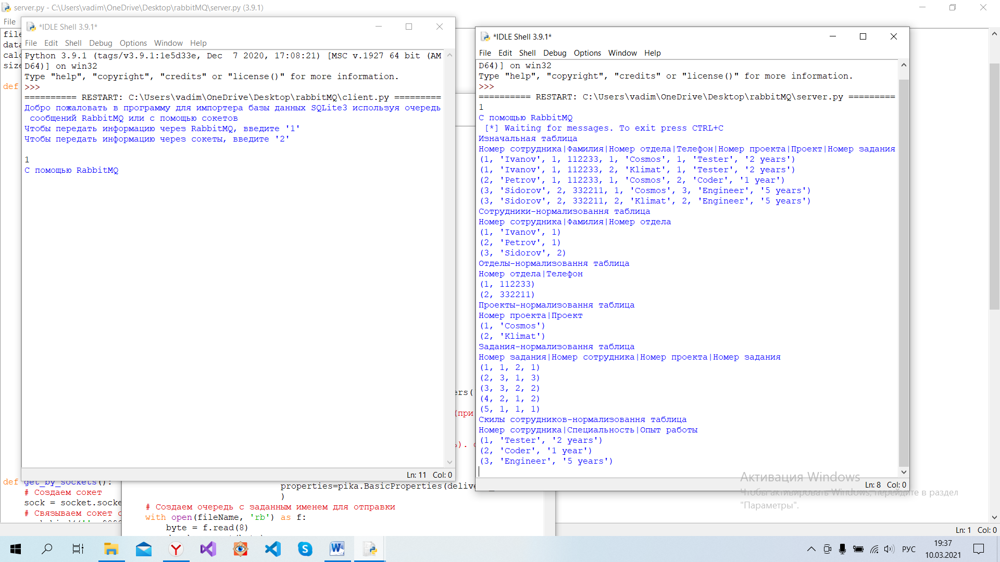 server.py - C:\Users\vadim\OneDrive\Desktop\rabbitMQ\server.py (3.9.1)
File
def
*IDLE Shell 3.9.1*
File Edit Shell Debug Options Window Help
Python 3.9.1 (tags/v3.9.1:1e5d33e, Dec  7 2020, 17:08:21) [MSC v.1927 64 bit (AM
D64)] on win32
Type "help", "copyright", "credits" or "license()" for more information.
>>>
========== RESTART: C:\Users\vadim\OneDrive\Desktop\rabbitMQ\client.py =========
Добро пожаловать в программу для импортера базы данных SQLite3 используя очередь
 сообщений RabbitMQ или с помощью сокетов
Чтобы передать информацию через RabbitMQ, введите '1'
Чтобы передать информацию через сокеты, введите '2'
1
С помощью RabbitMQ
Ln: 11 Col: 0
*IDLE Shell 3.9.1*
File Edit Shell Debug Options Window Help
D64)] on win32
Type "help", "copyright", "credits" or "license()" for more information.
>>>
========== RESTART: C:\Users\vadim\OneDrive\Desktop\rabbitMQ\server.py =========
1
С помощью RabbitMQ
 [*] Waiting for messages. To exit press CTRL+C
Изначальная таблица
Номер сотрудника|Фамилия|Номер отдела|Телефон|Номер проекта|Проект|Номер задания
(1, 'Ivanov', 1, 112233, 1, 'Cosmos', 1, 'Tester', '2 years')
(1, 'Ivanov', 1, 112233, 2, 'Klimat', 1, 'Tester', '2 years')
(2, 'Petrov', 1, 112233, 1, 'Cosmos', 2, 'Coder', '1 year')
(3, 'Sidorov', 2, 332211, 1, 'Cosmos', 3, 'Engineer', '5 years')
(3, 'Sidorov', 2, 332211, 2, 'Klimat', 2, 'Engineer', '5 years')
Сотрудники-нормализовання таблица
Номер сотрудника|Фамилия|Номер отдела
(1, 'Ivanov', 1)
(2, 'Petrov', 1)
(3, 'Sidorov', 2)
Отделы-нормализовання таблица
Номер отдела|Телефон
(1, 112233)
(2, 332211)
Проекты-нормализовання таблица
Номер проекта|Проект
(1, 'Cosmos')
(2, 'Klimat')
Задания-нормализовання таблица
Номер задания|Номер сотрудника|Номер проекта|Номер задания
(1, 1, 2, 1)
(2, 3, 1, 3)
(3, 3, 2, 2)
(4, 2, 1, 2)
(5, 1, 1, 1)
Скилы сотрудников-нормализовання таблица
Номер сотрудника|Специальность|Опыт работы
(1, 'Tester', '2 years')
(2, 'Coder', '1 year')
(3, 'Engineer', '5 years')
Ln: 8 Col: 0
Активация Windows
Чтобы активировать Windows, перейдите в раздел
"Параметры".
def get_by_sockets():
# Создаем сокет
sock = socket.socke
# Связываем сокет с
properties=pika.BasicProperties(delive
)
# Создаем очередь с заданным именем для отправки
with open(fileName, 'rb') as f:
byte = f.read(8)
Ln: 1 Col: 0
РУС
19:37
10.03.2021